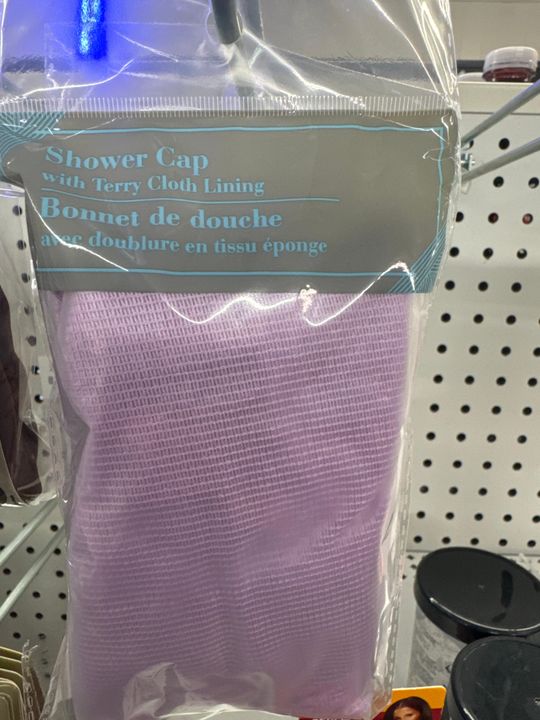 Shower Cap
with Terry Cloth Lining
Bonnet de douche
avec doublure en tissu éponge